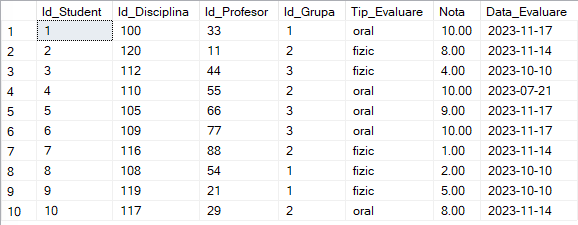 Id_Student Id_Disciplina Id_Profesor Id_Grupa Tip_Evaluare Nota Data_Evaluare
1 1 100 33 1 oral 10.00 2023-11-17
2 2 120 11 2 fizic 8.00 2023-11-14
3 3 112 44 3 fizic 4.00 2023-10-10
4 4 110 55 2 oral 10.00 2023-07-21
5 5 105 66 3 oral 9.00 2023-11-17
6 6 109 77 3 oral 10.00 2023-11-17
7 7 116 88 2 fizic 1.00 2023-11-14
8 8 108 54 1 fizic 2.00 2023-10-10
9 9 119 21 1 fizic 5.00 2023-10-10
10 10 117 29 2 oral 8.00 2023-11-14